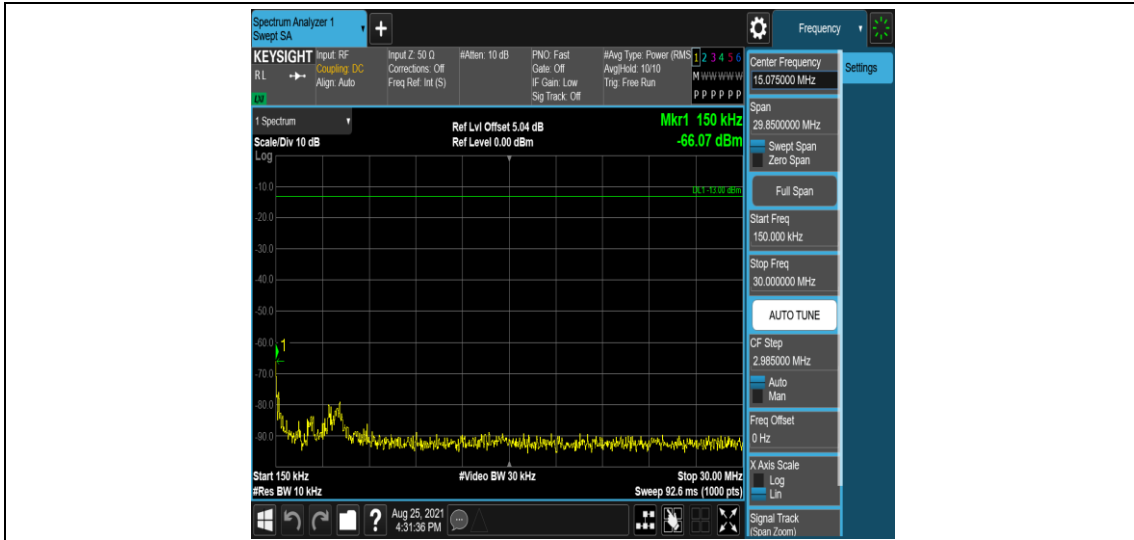 Spectrum Analyzer 1
Swept SA
+
Frequency
KEYSIGHT
RL
LXI
Input: RF
Coupling: DC
Align: Auto
Input Z: 50 Ω
Corrections: Off
Freq Ref: Int (S)
#Atten: 10 dB
PNO: Fast
Gate: Off
IF Gain: Low
Sig Track: Off
#Avg Type: Power (RMS
Avg|Hold: 10/10
Trig: Free Run
1 2 3 4 5 6
M W W W W W
P P P P P P
1 Spectrum
Scale/Div 10 dB
Log
Ref Lvl Offset 5.04 dB
Ref Level 0.00 dBm
Mkr1 150 kHz
-66.07 dBm
DL1 -13.00 dBm
-10.0
-20.0
-30.0
-40.0
-50.0
-60.0
-70.0
-80.0
-90.0
1
Start 150 kHz
#Res BW 10 kHz
#Video BW 30 kHz
Stop 30.00 MHz
Sweep 92.6 ms (1000 pts)
Center Frequency
15.075000 MHz
Settings
Span
29.8500000 MHz
Swept Span
Zero Span
Full Span
Start Freq
150.000 kHz
Stop Freq
30.000000 MHz
AUTO TUNE
CF Step
2.985000 MHz
Auto
Man
Freq Offset
0 Hz
X Axis Scale
Log
Lin
Signal Track
(Span Zoom)
?
Aug 25, 2021
4:31:36 PM